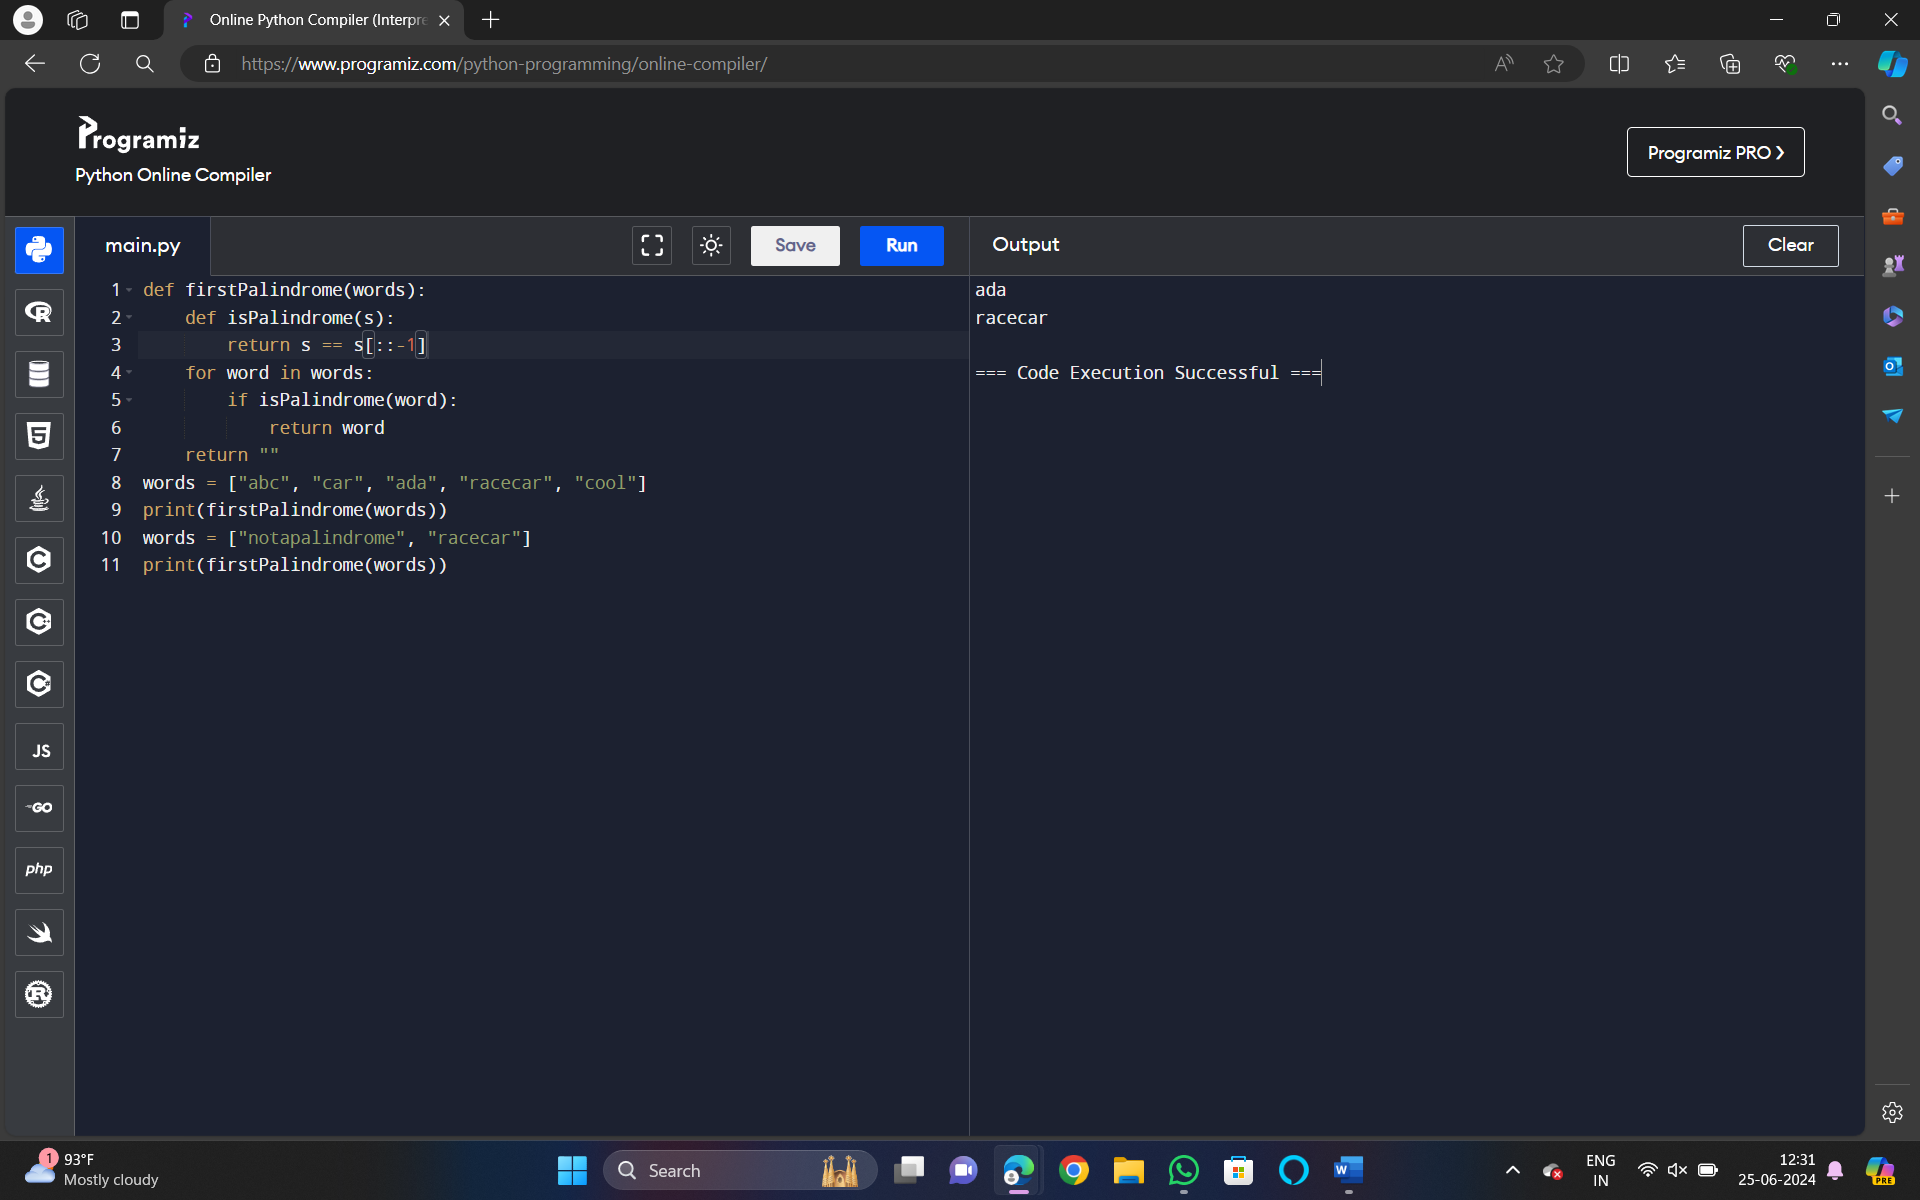 Online Python Compiler (Interpre
https://www.programiz.com/python-programming/online-compiler/
Programiz
Python Online Compiler
Programiz PRO ❯
main.py
Save
Run
Output
Clear
1 def firstPalindrome(words):
2     def isPalindrome(s):
3         return s == s[::-1]
4     for word in words:
5         if isPalindrome(word):
6             return word
7     return ""
8 words = ["abc", "car", "ada", "racecar", "cool"]
9 print(firstPalindrome(words))
10 words = ["notapalindrome", "racecar"]
11 print(firstPalindrome(words))
ada
racecar
=== Code Execution Successful ===
JS
GO
php
1
93°F
Mostly cloudy
Search
ENG
IN
12:31
25-06-2024
PRE